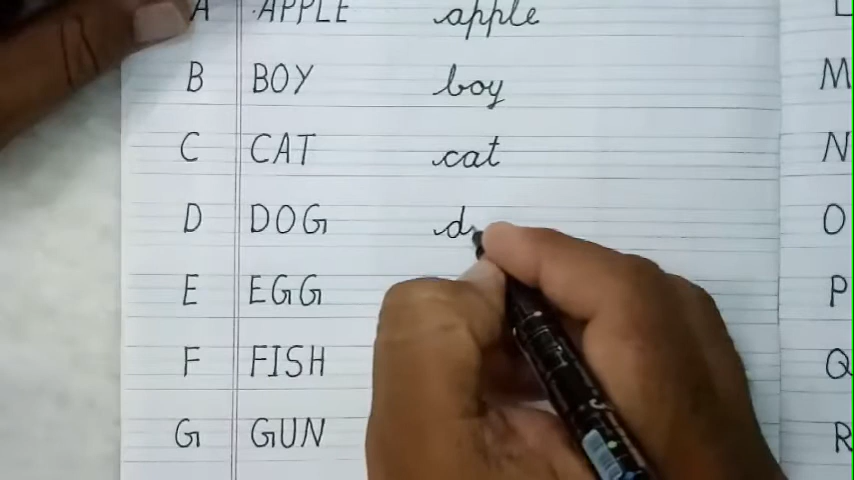 A APPLE apple
B BOY boy M
C CAT cat N
D DOG d O
E EGG P
F FISH Q
G GUN R